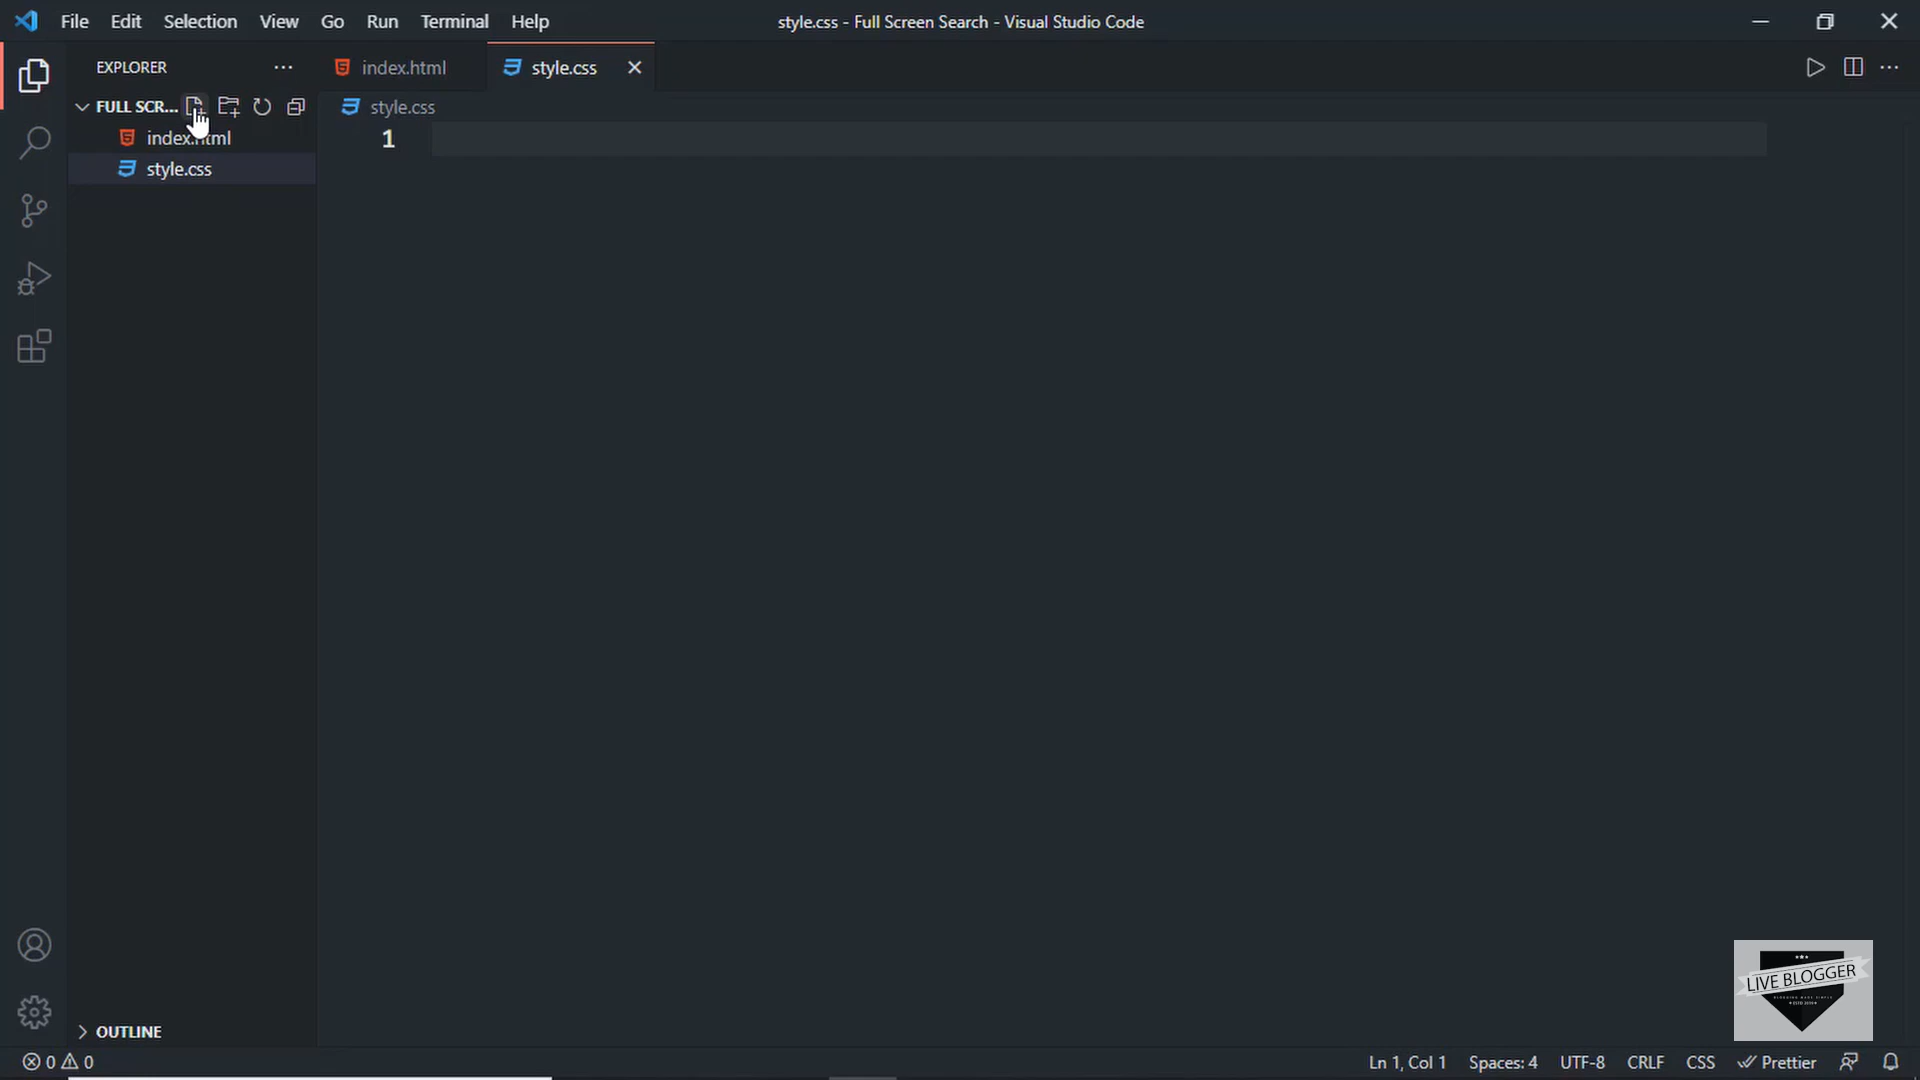 File Edit Selection View Go Run Terminal Help
style.css - Full Screen Search - Visual Studio Code
EXPLORER
index.html
style.css
FULL SCR...
style.css
index.html
style.css
1
OUTLINE
LIVE BLOGGER
0 0
Ln 1, Col 1 Spaces: 4 UTF-8 CRLF CSS Prettier